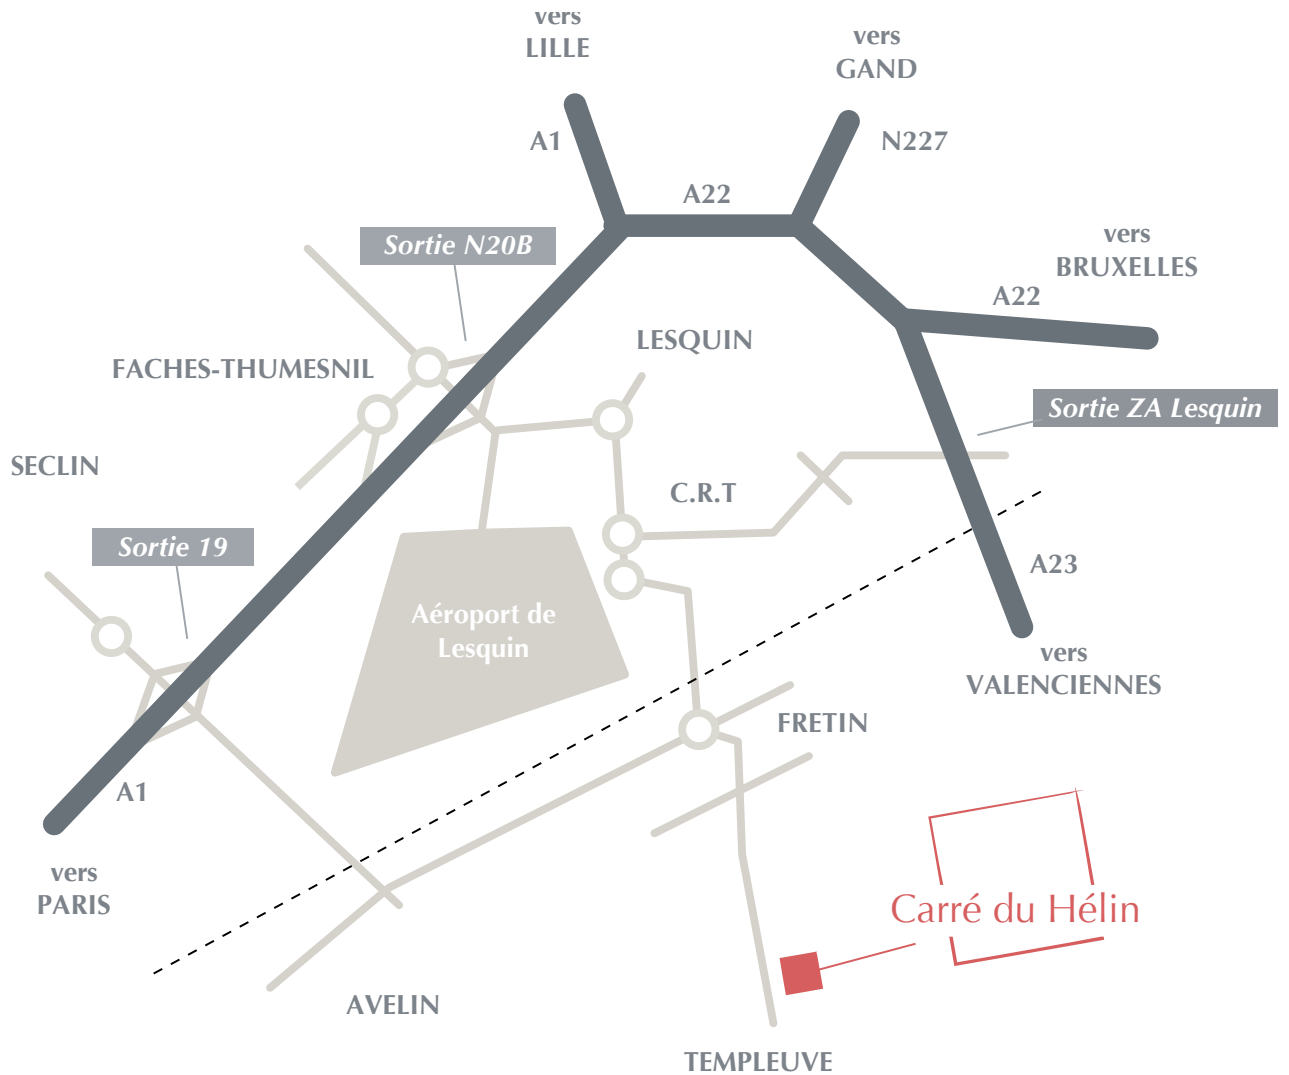 vers
LILLE
vers
GAND
A1
N227
A22
vers
BRUXELLES
Sortie N20B
A22
LESQUIN
FACHES-THUMESNIL
Sortie ZA Lesquin
SECLIN
C.R.T
Sortie 19
A23
Aéroport de
Lesquin
vers
VALENCIENNES
FRETIN
A1
vers
PARIS
Carré du Hélin
AVELIN
TEMPLEUVE